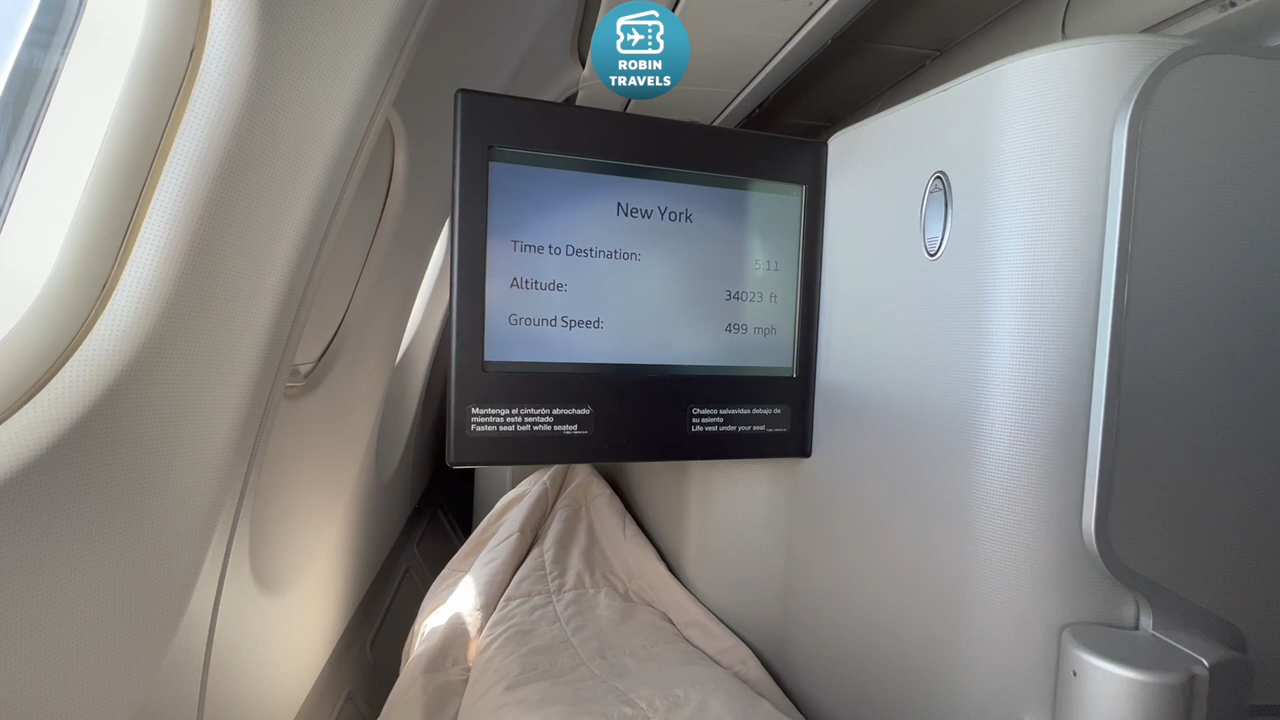 ROBIN
TRAVELS
New York
Time to Destination: 5:11
Altitude: 34023 ft
Ground Speed: 499 mph
Mantenga el cinturón abrochado
mientras esté sentado
Fasten seat belt while seated
Chaleco salvavidas debajo de
su asiento
Life vest under your seat